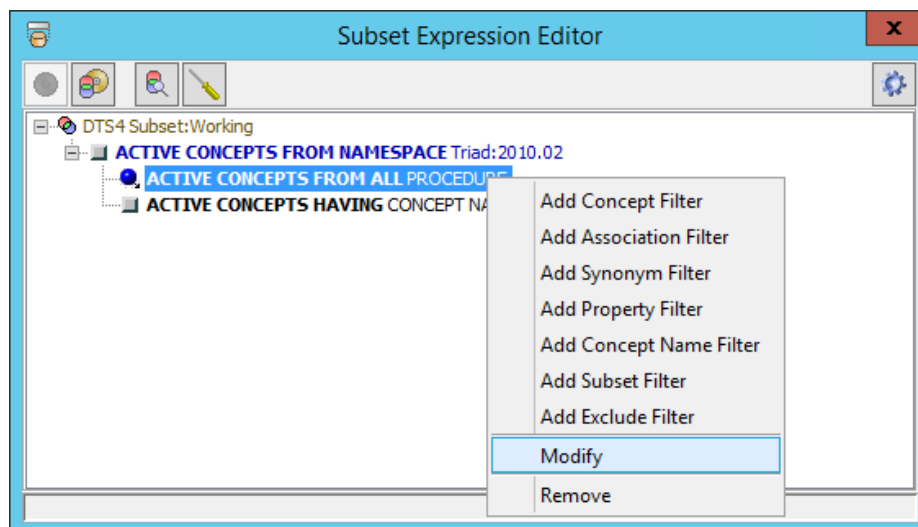 Subset Expression Editor
x
DTS4 Subset:Working
ACTIVE CONCEPTS FROM NAMESPACE Triad:2010.02
ACTIVE CONCEPTS FROM ALL PROCEDURE
ACTIVE CONCEPTS HAVING CONCEPT
Add Concept Filter
Add Association Filter
Add Synonym Filter
Add Property Filter
Add Concept Name Filter
Add Subset Filter
Add Exclude Filter
Modify
Remove